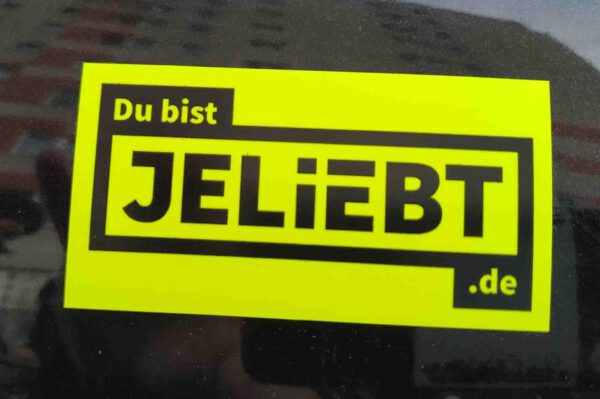 Du bist
JELiEBT
.de